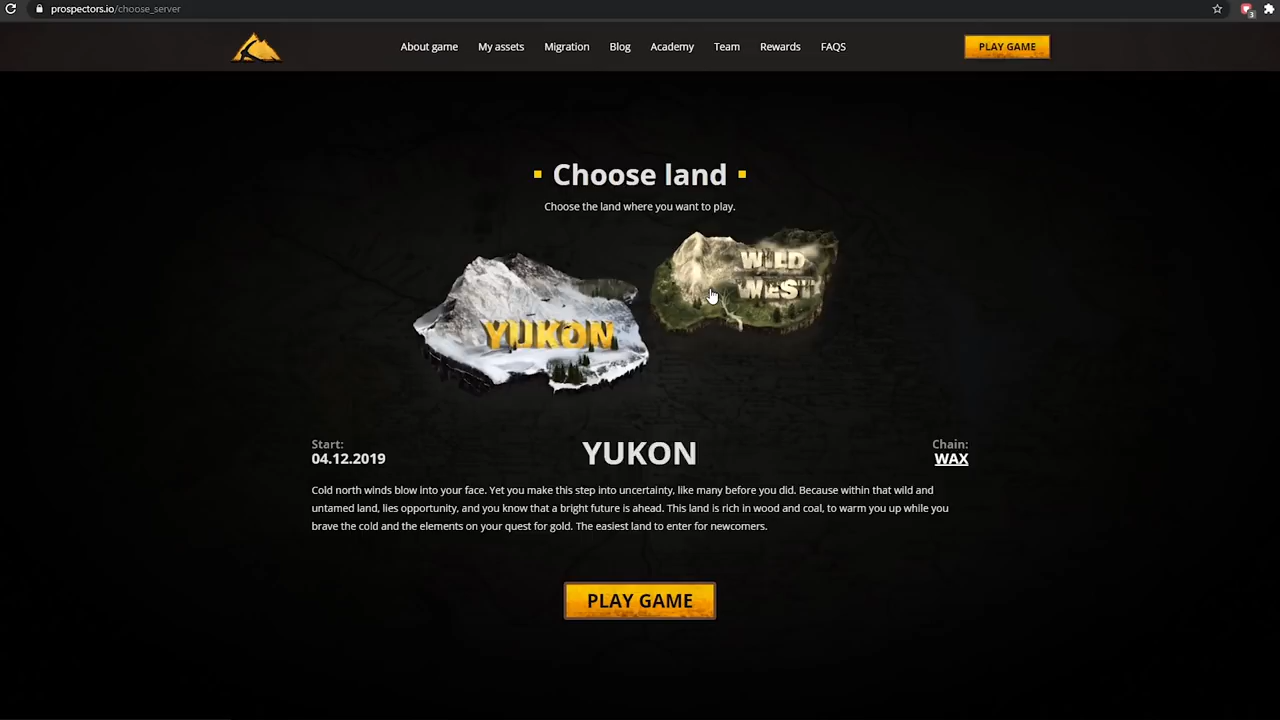 prospectors.io/choose_server
3
About game
My assets
Migration
Blog
Academy
Team
Rewards
FAQS
PLAY GAME
Choose land
Choose the land where you want to play.
WILD
WEST
YUKON
Start:
04.12.2019
YUKON
Chain:
WAX
Cold north winds blow into your face. Yet you make this step into uncertainty, like many before you did. Because within that wild and
untamed land, lies opportunity, and you know that a bright future is ahead. This land is rich in wood and coal, to warm you up while you
brave the cold and the elements on your quest for gold. The easiest land to enter for newcomers.
PLAY GAME